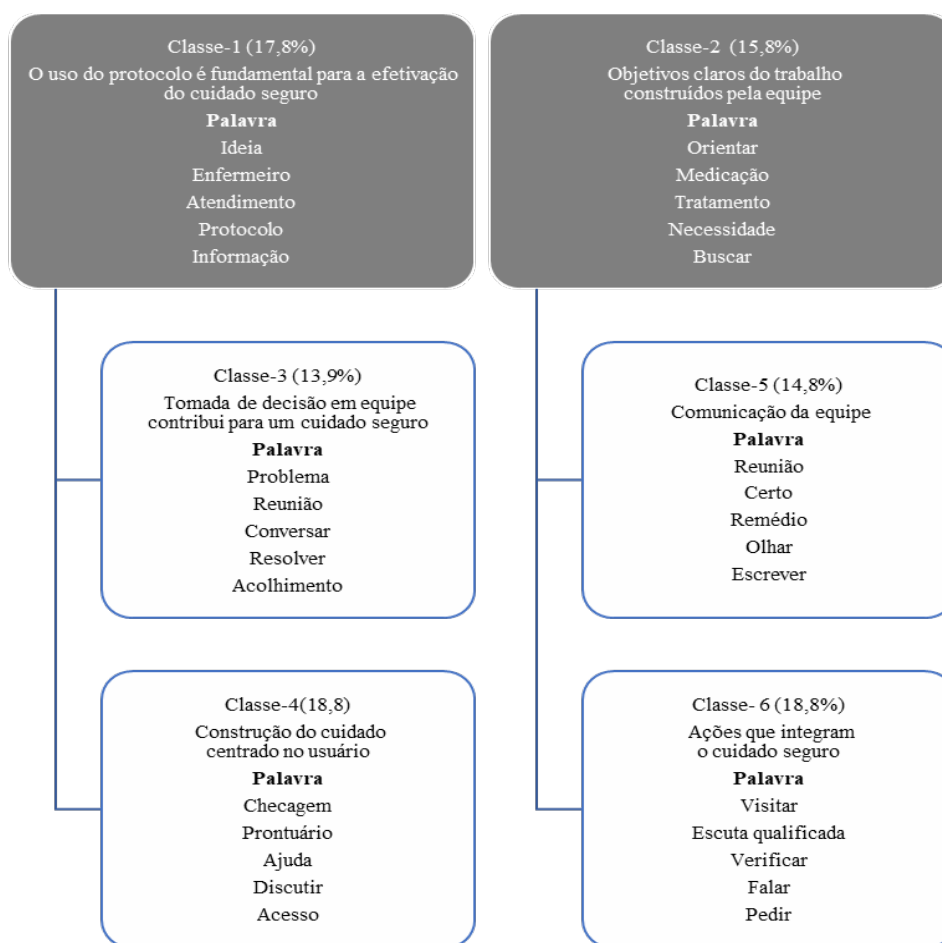 Classe-1 (17,8%)
O uso do protocolo é fundamental para a efetivação
do cuidado seguro
Palavra
Ideia
Enfermeiro
Atendimento
Protocolo
Informação
Classe-2 (15,8%)
Objetivos claros do trabalho
construídos pela equipe
Palavra
Orientar
Medicação
Tratamento
Necessidade
Buscar
Classe-3 (13,9%)
Tomada de decisão em equipe
contribui para um cuidado seguro
Palavra
Problema
Reunião
Conversar
Resolver
Acolhimento
Classe-5 (14,8%)
Comunicação da equipe
Palavra
Reunião
Certo
Remédio
Olhar
Escrever
Classe-4(18,8)
Construção do cuidado
centrado no usuário
Palavra
Checagem
Prontuário
Ajuda
Discutir
Acesso
Classe- 6 (18,8%)
Ações que integram
o cuidado seguro
Palavra
Visitar
Escuta qualificada
Verificar
Falar
Pedir